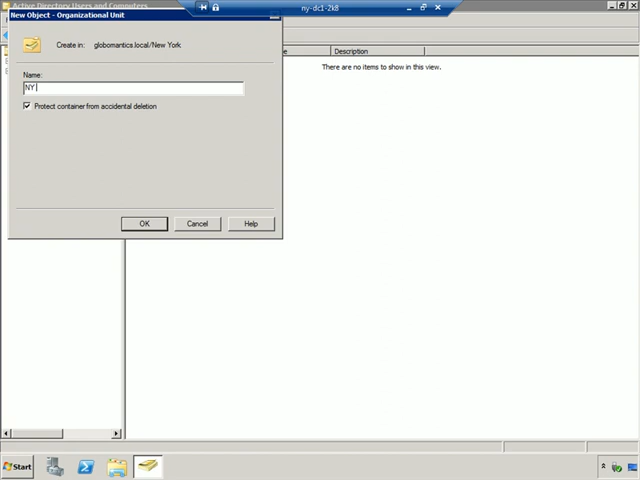 Active Directory Users and Computers
ny-dc1-2k8
New Object - Organizational Unit
Create in: globomantics.local/New York
Name:
NY
Protect container from accidental deletion
OK Cancel Help
Description
There are no items to show in this view.
Start